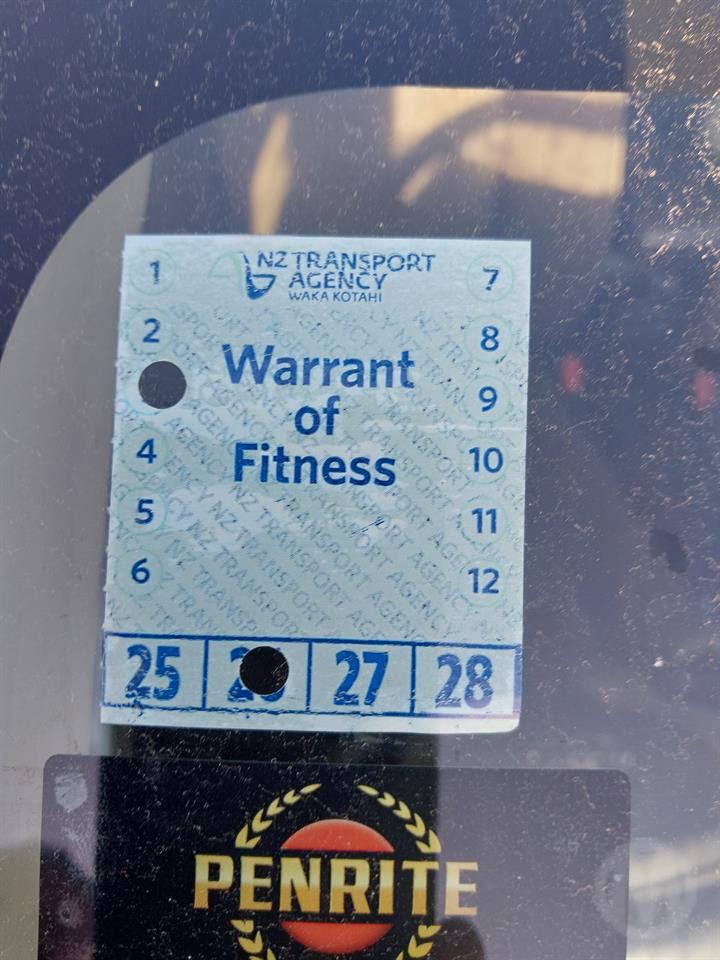 NZ TRANSPORT
AGENCY
WAKA KOTAHI
1
2
4
5
6
7
8
9
10
11
12
Warrant
of
Fitness
25
27
28
PENRITE